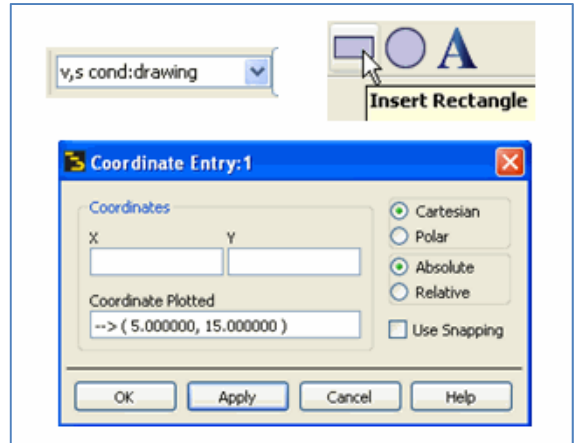 v,s cond:drawing
A
Insert Rectangle
Coordinate Entry:1
Coordinates
X Y
Coordinate Plotted
--> ( 5.000000, 15.000000 )
Cartesian
Polar
Absolute
Relative
Use Snapping
OK Apply Cancel Help